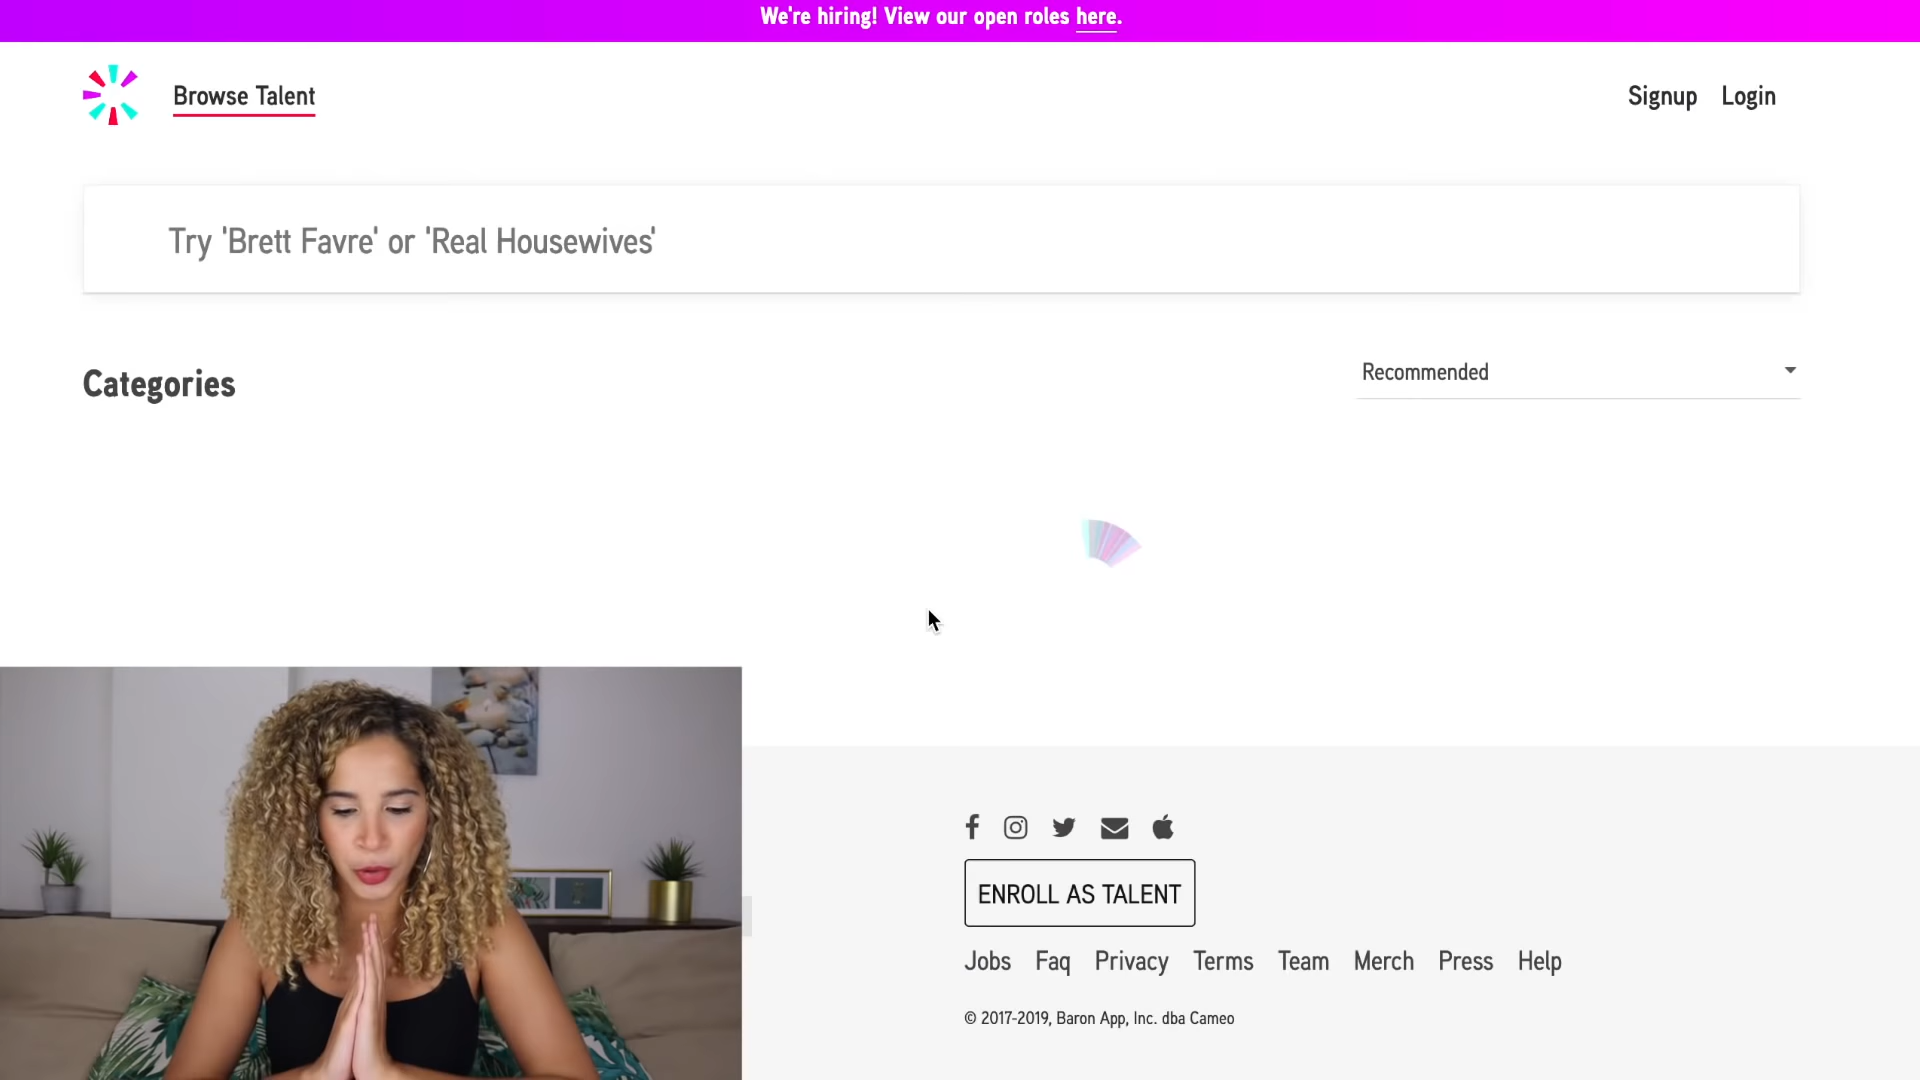 We're hiring! View our open roles here.
Browse Talent
Signup Login
Try 'Brett Favre' or 'Real Housewives'
Categories
Recommended
ENROLL AS TALENT
Jobs Faq Privacy Terms Team Merch Press Help
© 2017-2019, Baron App, Inc. dba Cameo